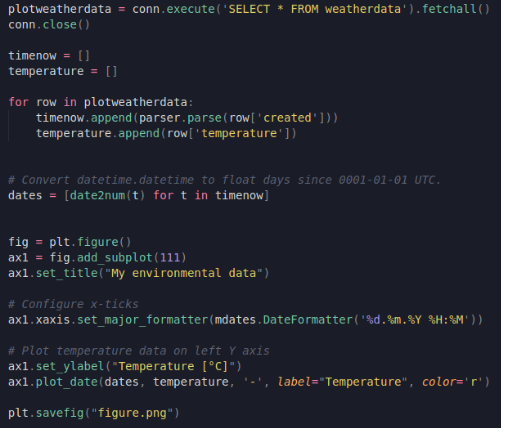 plotweatherdata = conn.execute('SELECT * FROM weatherdata').fetchall()
conn.close()
timenow = []
temperature = []
for row in plotweatherdata:
    timenow.append(parser.parse(row['created']))
    temperature.append(row['temperature'])
# Convert datetime.datetime to float days since 0001-01-01 UTC.
dates = [date2num(t) for t in timenow]
fig = plt.figure()
ax1 = fig.add_subplot(111)
ax1.set_title("My environmental data")
# Configure x-ticks
ax1.xaxis.set_major_formatter(mdates.DateFormatter('%d.%m.%Y %H:%M'))
# Plot temperature data on left Y axis
ax1.set_ylabel("Temperature [°C]")
ax1.plot_date(dates, temperature, '-', label="Temperature", color='r')
plt.savefig("figure.png")